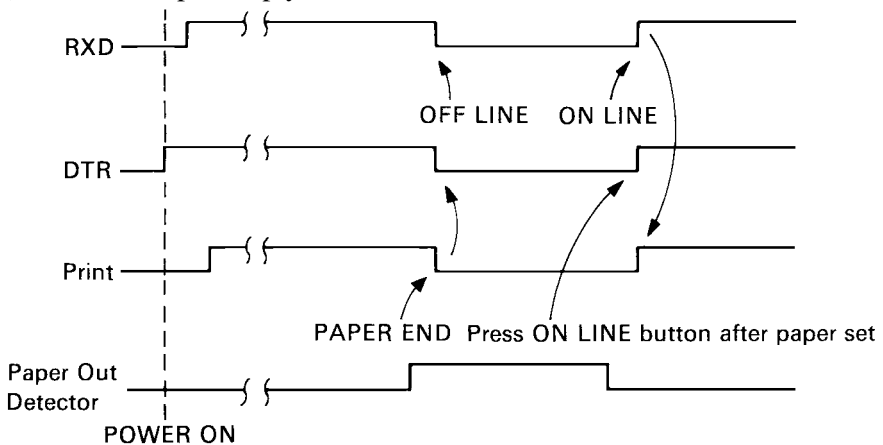 RXD
OFF LINE ON LINE
DTR
Print
PAPER END Press ON LINE button after paper set
Paper Out
Detector
POWER ON